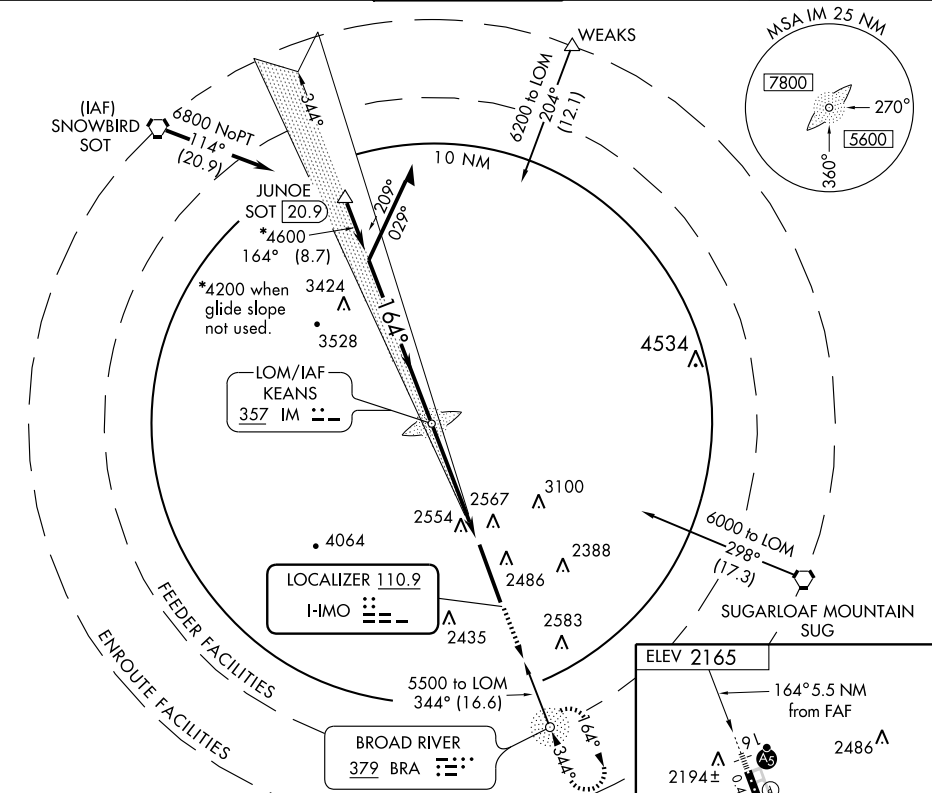 MSA IM 25 NM
7800
270°
5600
360°
WEAKS
6200 to LOM
204°
(12.1)
(IAF)
SNOWBIRD
SOT
6800 NoPT
114°
(20.9)
344°
10 NM
JUNOE
SOT 20.9
*4600
164° (8.7)
209°
029°
*4200 when
glide slope
not used.
3424
3528
164°
4534
LOM/IAF
KEANS
357 IM
2567
3100
2554
4064
2486
2388
6000 to LOM
298°
(17.3)
SUGARLOAF MOUNTAIN
SUG
LOCALIZER 110.9
I-IMO
2435
2583
FEEDER FACILITIES
ENROUTE FACILITIES
5500 to LOM
344° (16.6)
BROAD RIVER
379 BRA
164°
344°
ELEV 2165
164° 5.5 NM
from FAF
16
A5
2486
2194±
0.4
A